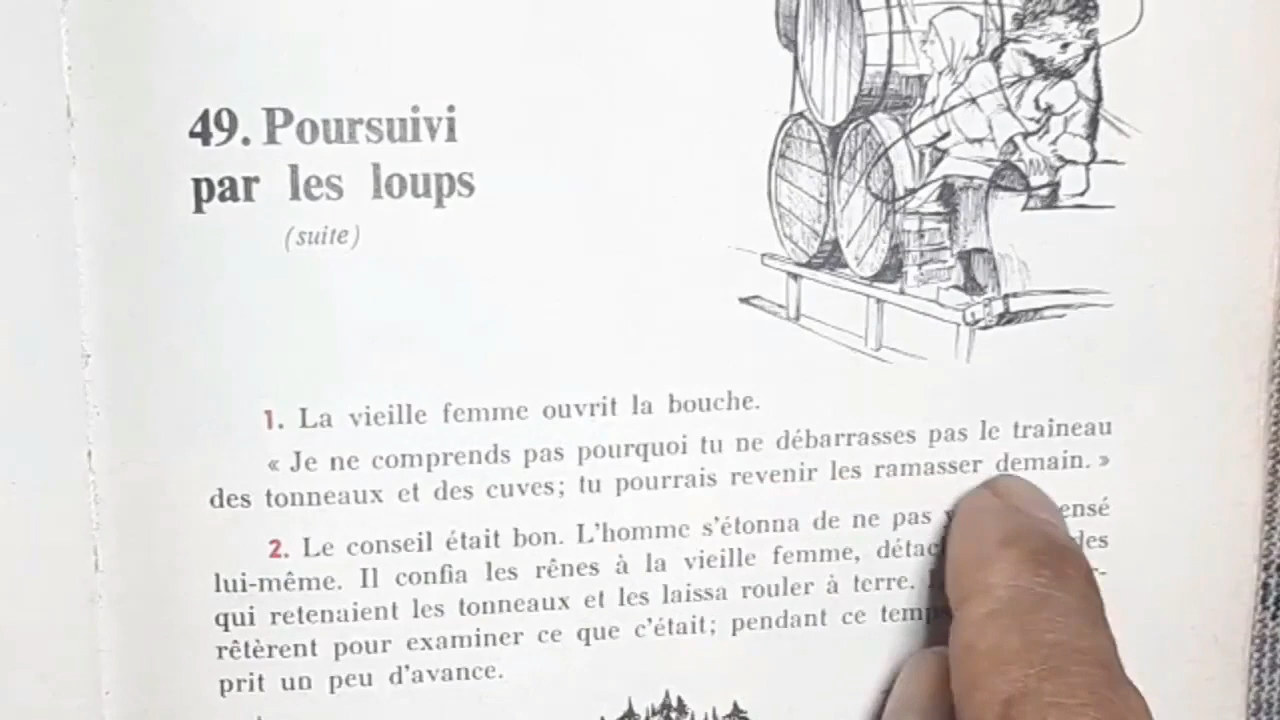 49. Poursuivi
par les loups
(suite)
1. La vieille femme ouvrit la bouche.
« Je ne comprends pas pourquoi tu ne débarrasses pas le traîneau
des tonneaux et des cuves; tu pourrais revenir les ramasser demain. »
2. Le conseil était bon. L'homme s'étonna de ne pas ensé
lui-même. Il confia les rênes à la vieille femme, les
qui retenaient les tonneaux et les laissa rouler à terre.
rêtèrent pour examiner ce que c'était; pendant ce
prit un peu d'avance.